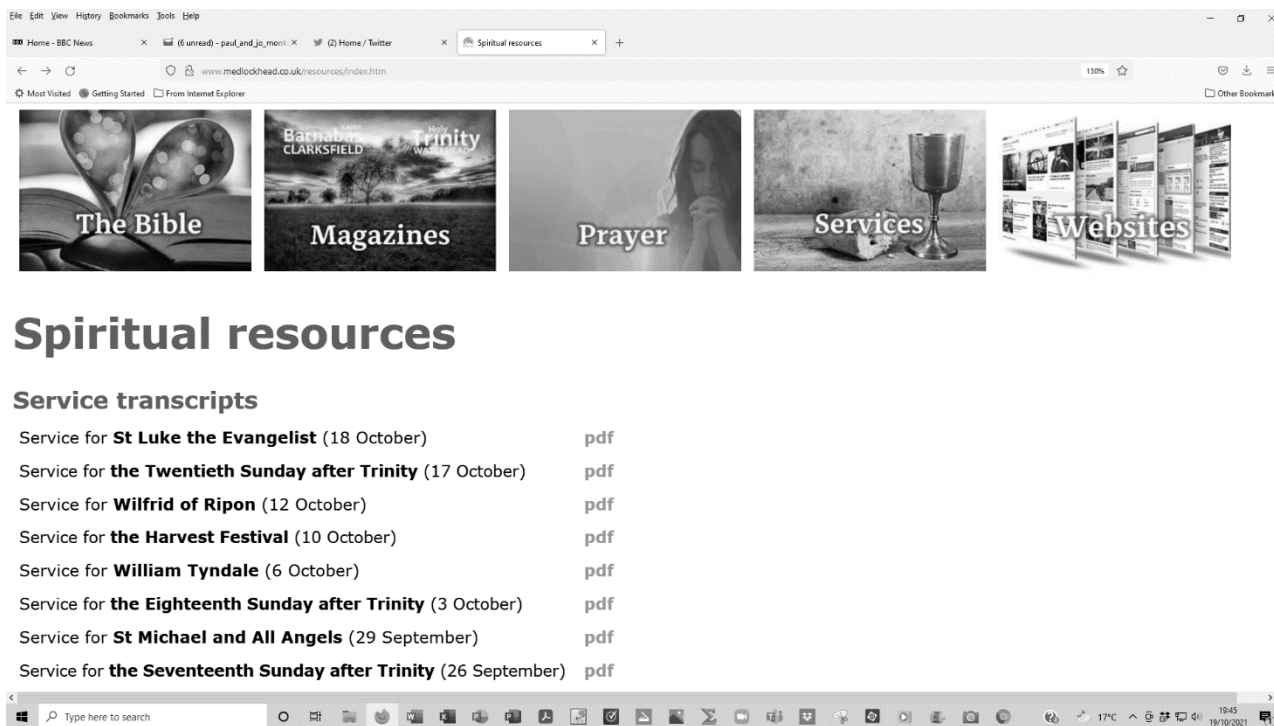 File Edit View History Bookmarks Tools Help
Home - BBC News
(6 unread) - paul_and_jo_monk
(2) Home / Twitter
Spiritual resources
www.medlockhead.co.uk/resources/index.htm
130%
Most Visited Getting Started From Internet Explorer
Other Bookmark
The Bible
Barnabas
CLARKSFIELD
Holy
Trinity
WATERHEAD
Magazines
Prayer
Services
Websites
Spiritual resources
Service transcripts
Service for St Luke the Evangelist (18 October) pdf
Service for the Twentieth Sunday after Trinity (17 October) pdf
Service for Wilfrid of Ripon (12 October) pdf
Service for the Harvest Festival (10 October) pdf
Service for William Tyndale (6 October) pdf
Service for the Eighteenth Sunday after Trinity (3 October) pdf
Service for St Michael and All Angels (29 September) pdf
Service for the Seventeenth Sunday after Trinity (26 September) pdf
Type here to search
17°C
19:45
19/10/2021